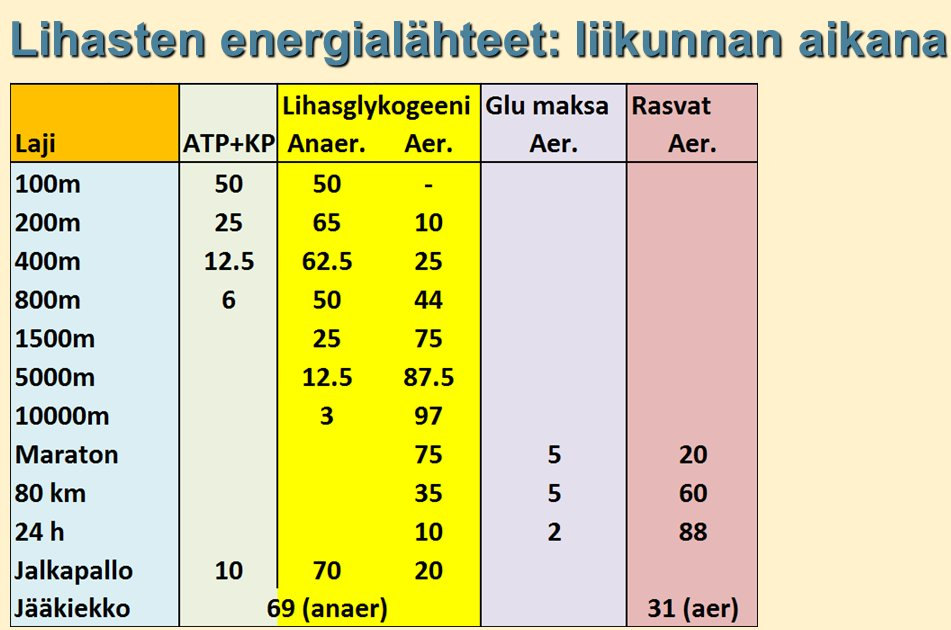 Lihasten energialähteet: liikunnan aikana
Lihasglykogeeni Glu maksa Rasvat
Laji ATP+KP Anaer. Aer. Aer. Aer.
100m 50 50 -
200m 25 65 10
400m 12.5 62.5 25
800m 6 50 44
1500m 25 75
5000m 12.5 87.5
10000m 3 97
Maraton 75 5 20
80 km 35 5 60
24 h 10 2 88
Jalkapallo 10 70 20
Jääkiekko 69 (anaer) 31 (aer)